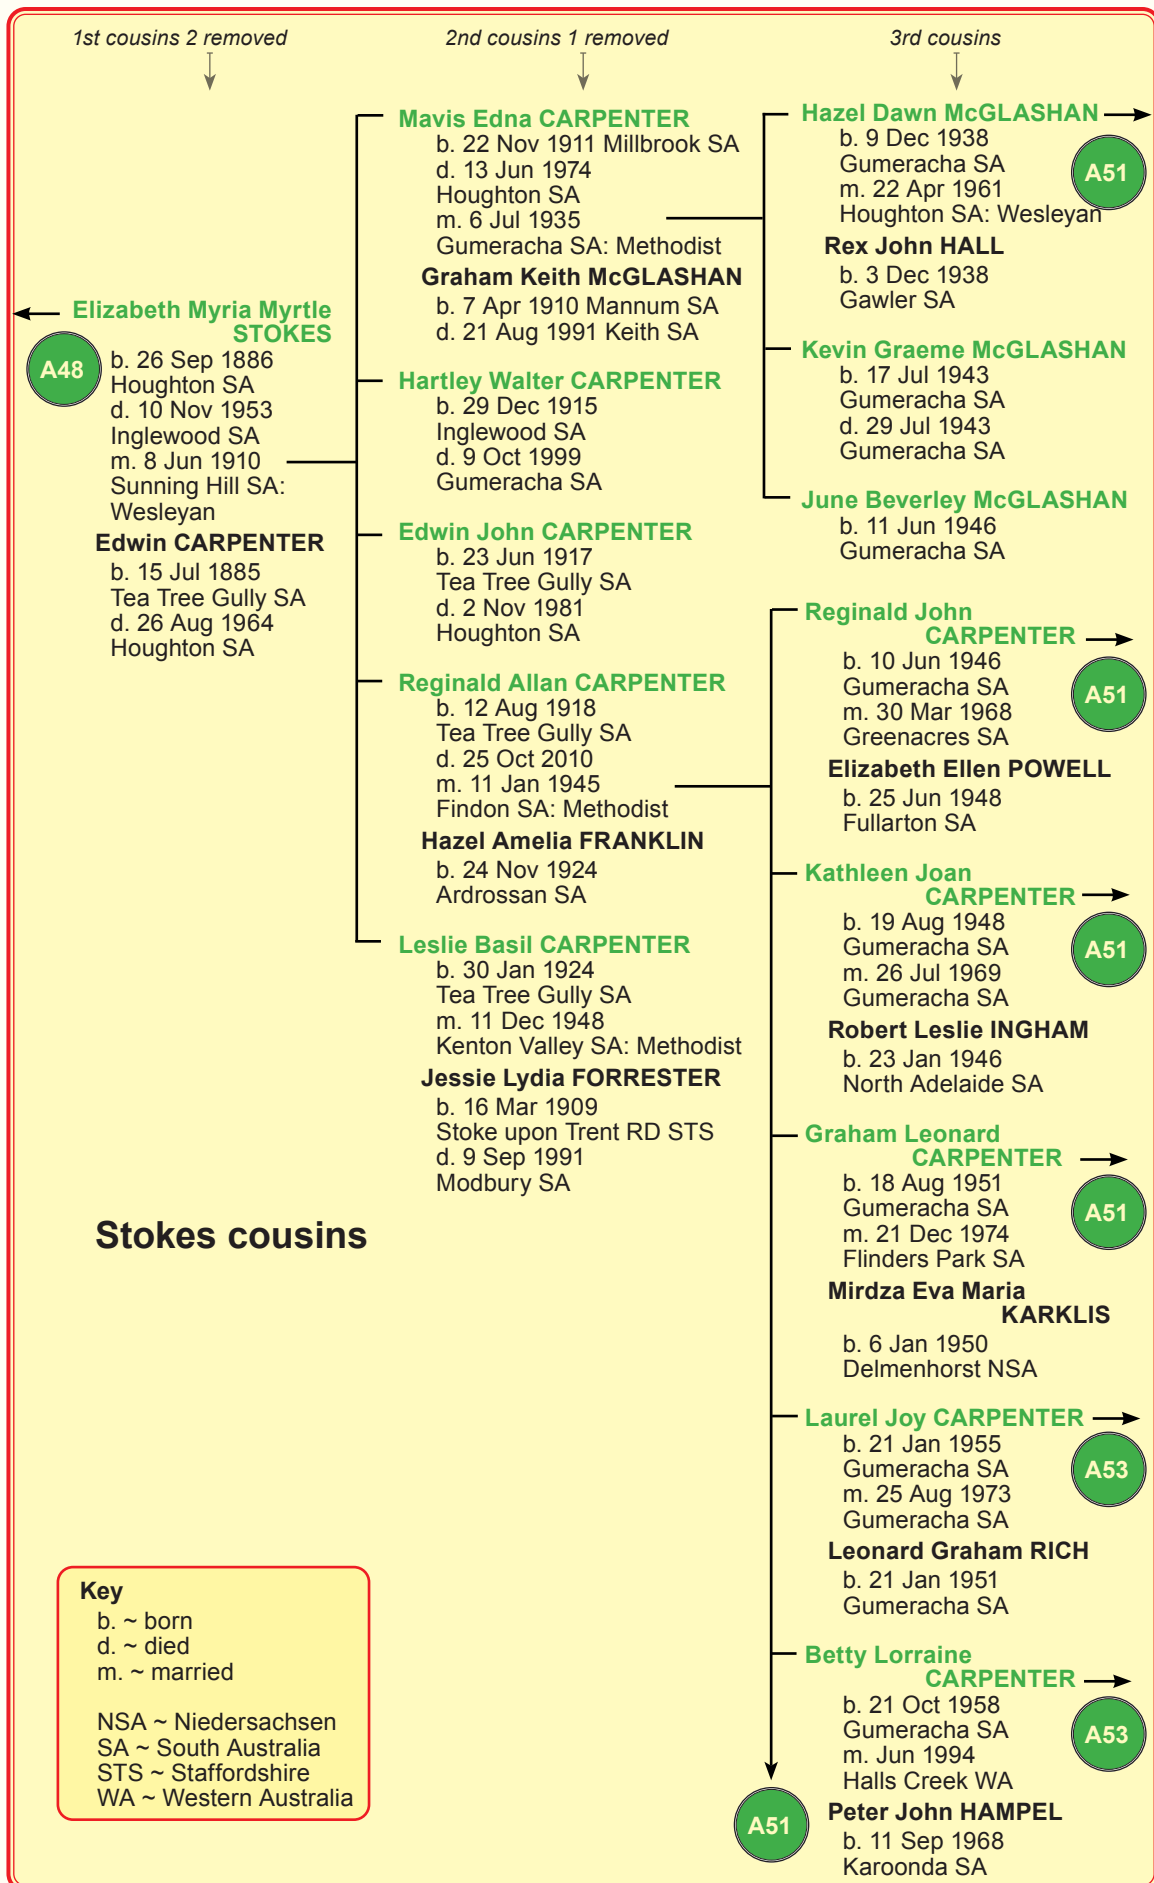 1st cousins 2 removed
2nd cousins 1 removed
3rd cousins
Elizabeth Myria Myrtle
STOKES
A48
b. 26 Sep 1886
Houghton SA
d. 10 Nov 1953
Inglewood SA
m. 8 Jun 1910
Sunning Hill SA:
Wesleyan
Edwin CARPENTER
b. 15 Jul 1885
Tea Tree Gully SA
d. 26 Aug 1964
Houghton SA
Mavis Edna CARPENTER
b. 22 Nov 1911 Millbrook SA
d. 13 Jun 1974
Houghton SA
m. 6 Jul 1935
Gumeracha SA: Methodist
Graham Keith McGLASHAN
b. 7 Apr 1910 Mannum SA
d. 21 Aug 1991 Keith SA
Hartley Walter CARPENTER
b. 29 Dec 1915
Inglewood SA
d. 9 Oct 1999
Gumeracha SA
Edwin John CARPENTER
b. 23 Jun 1917
Tea Tree Gully SA
d. 2 Nov 1981
Houghton SA
Reginald Allan CARPENTER
b. 12 Aug 1918
Tea Tree Gully SA
d. 25 Oct 2010
m. 11 Jan 1945
Findon SA: Methodist
Hazel Amelia FRANKLIN
b. 24 Nov 1924
Ardrossan SA
Leslie Basil CARPENTER
b. 30 Jan 1924
Tea Tree Gully SA
m. 11 Dec 1948
Kenton Valley SA: Methodist
Jessie Lydia FORRESTER
b. 16 Mar 1909
Stoke upon Trent RD STS
d. 9 Sep 1991
Modbury SA
Hazel Dawn McGLASHAN
b. 9 Dec 1938
Gumeracha SA
A51
m. 22 Apr 1961
Houghton SA: Wesleyan
Rex John HALL
b. 3 Dec 1938
Gawler SA
Kevin Graeme McGLASHAN
b. 17 Jul 1943
Gumeracha SA
d. 29 Jul 1943
Gumeracha SA
June Beverley McGLASHAN
b. 11 Jun 1946
Gumeracha SA
Reginald John
CARPENTER
b. 10 Jun 1946
Gumeracha SA
A51
m. 30 Mar 1968
Greenacres SA
Elizabeth Ellen POWELL
b. 25 Jun 1948
Fullarton SA
Kathleen Joan
CARPENTER
b. 19 Aug 1948
Gumeracha SA
A51
m. 26 Jul 1969
Gumeracha SA
Robert Leslie INGHAM
b. 23 Jan 1946
North Adelaide SA
Graham Leonard
CARPENTER
b. 18 Aug 1951
Gumeracha SA
A51
m. 21 Dec 1974
Flinders Park SA
Mirdza Eva Maria
KARKLIS
b. 6 Jan 1950
Delmenhorst NSA
Laurel Joy CARPENTER
b. 21 Jan 1955
Gumeracha SA
A53
m. 25 Aug 1973
Gumeracha SA
Leonard Graham RICH
b. 21 Jan 1951
Gumeracha SA
Betty Lorraine
CARPENTER
b. 21 Oct 1958
Gumeracha SA
A53
m. Jun 1994
Halls Creek WA
Peter John HAMPEL
b. 11 Sep 1968
Karoonda SA
A51
Stokes cousins
Key
b. ~ born
d. ~ died
m. ~ married
NSA ~ Niedersachsen
SA ~ South Australia
STS ~ Staffordshire
WA ~ Western Australia